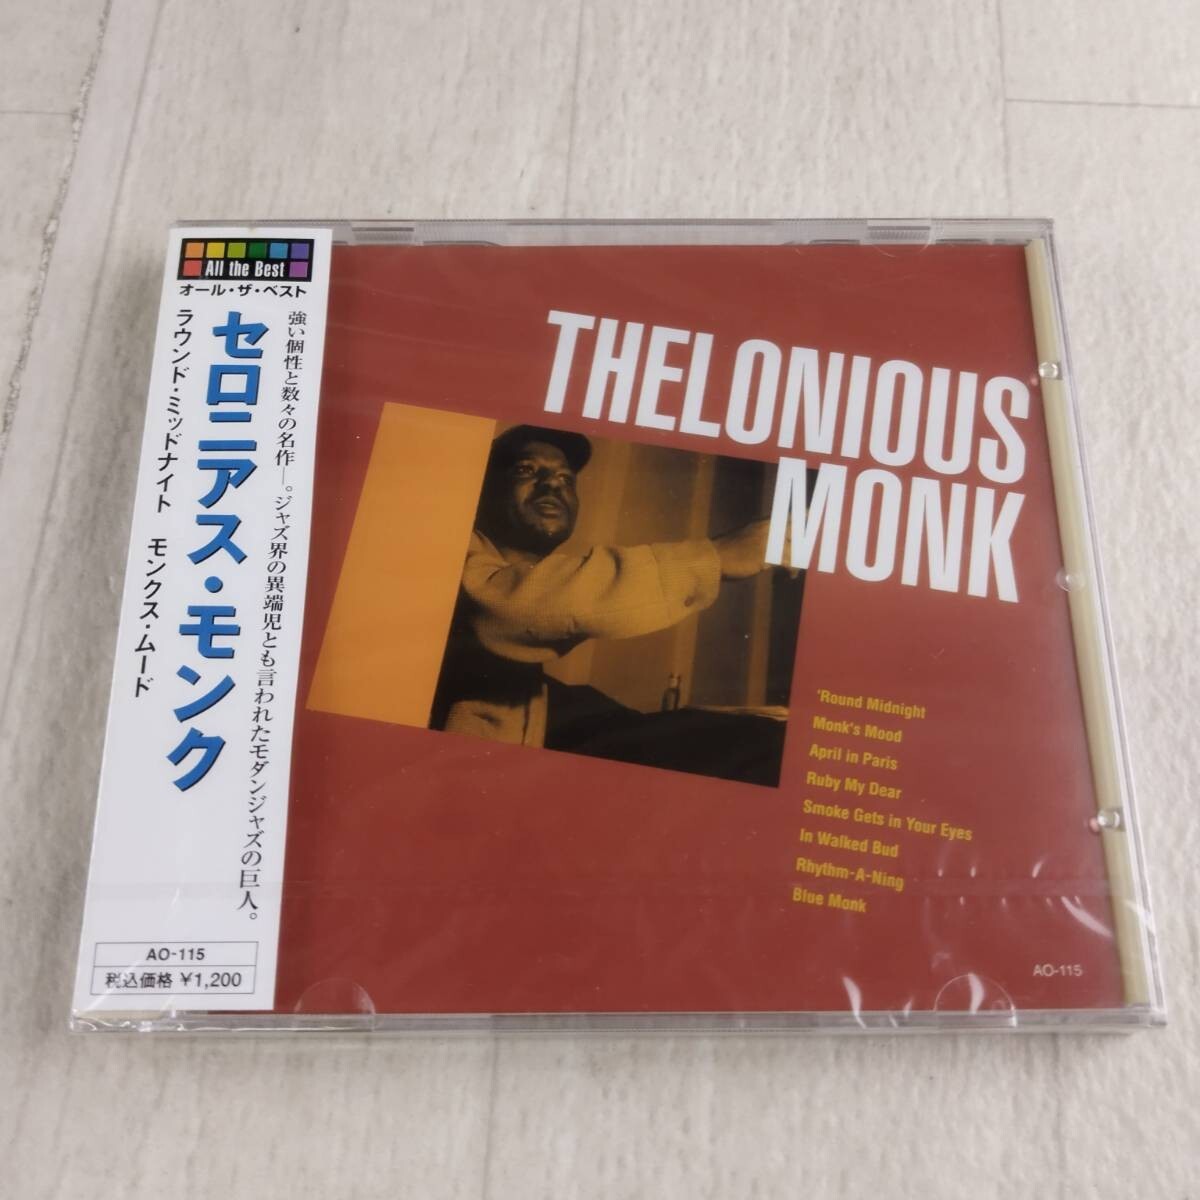 All the Best
オール・ザ・ベスト
強い個性と数々の名作―。ジャズ界の異端児とも言われたモダンジャズの巨人。
セロニアス・モンク
ラウンド・ミッドナイト モンクス・ムード
AO-115
税込価格 ¥1,200
THELONIOUS
MONK
'Round Midnight
Monk's Mood
April in Paris
Ruby My Dear
Smoke Gets in Your Eyes
In Walked Bud
Rhythm-A-Ning
Blue Monk
AO-115